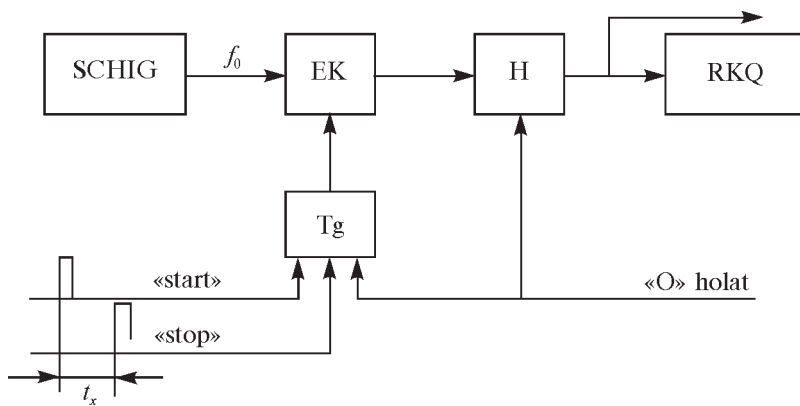 SCHIG
f₀
EK
H
RKQ
Tg
«start»
«O» holat
«stop»
tₓ